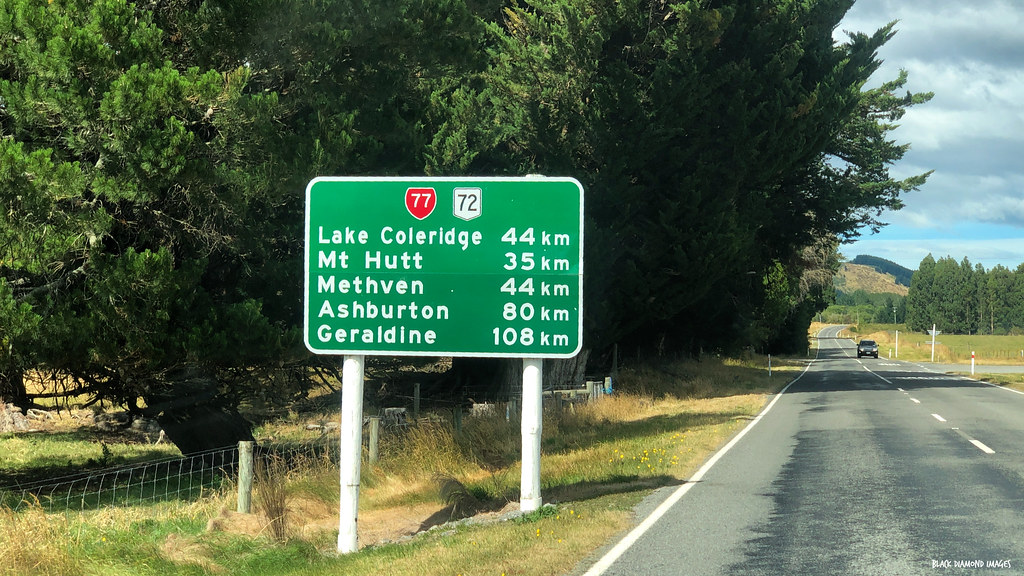 77 72
Lake Coleridge 44 km
Mt Hutt 35 km
Methven 44 km
Ashburton 80 km
Geraldine 108 km
BLACK DIAMOND IMAGES